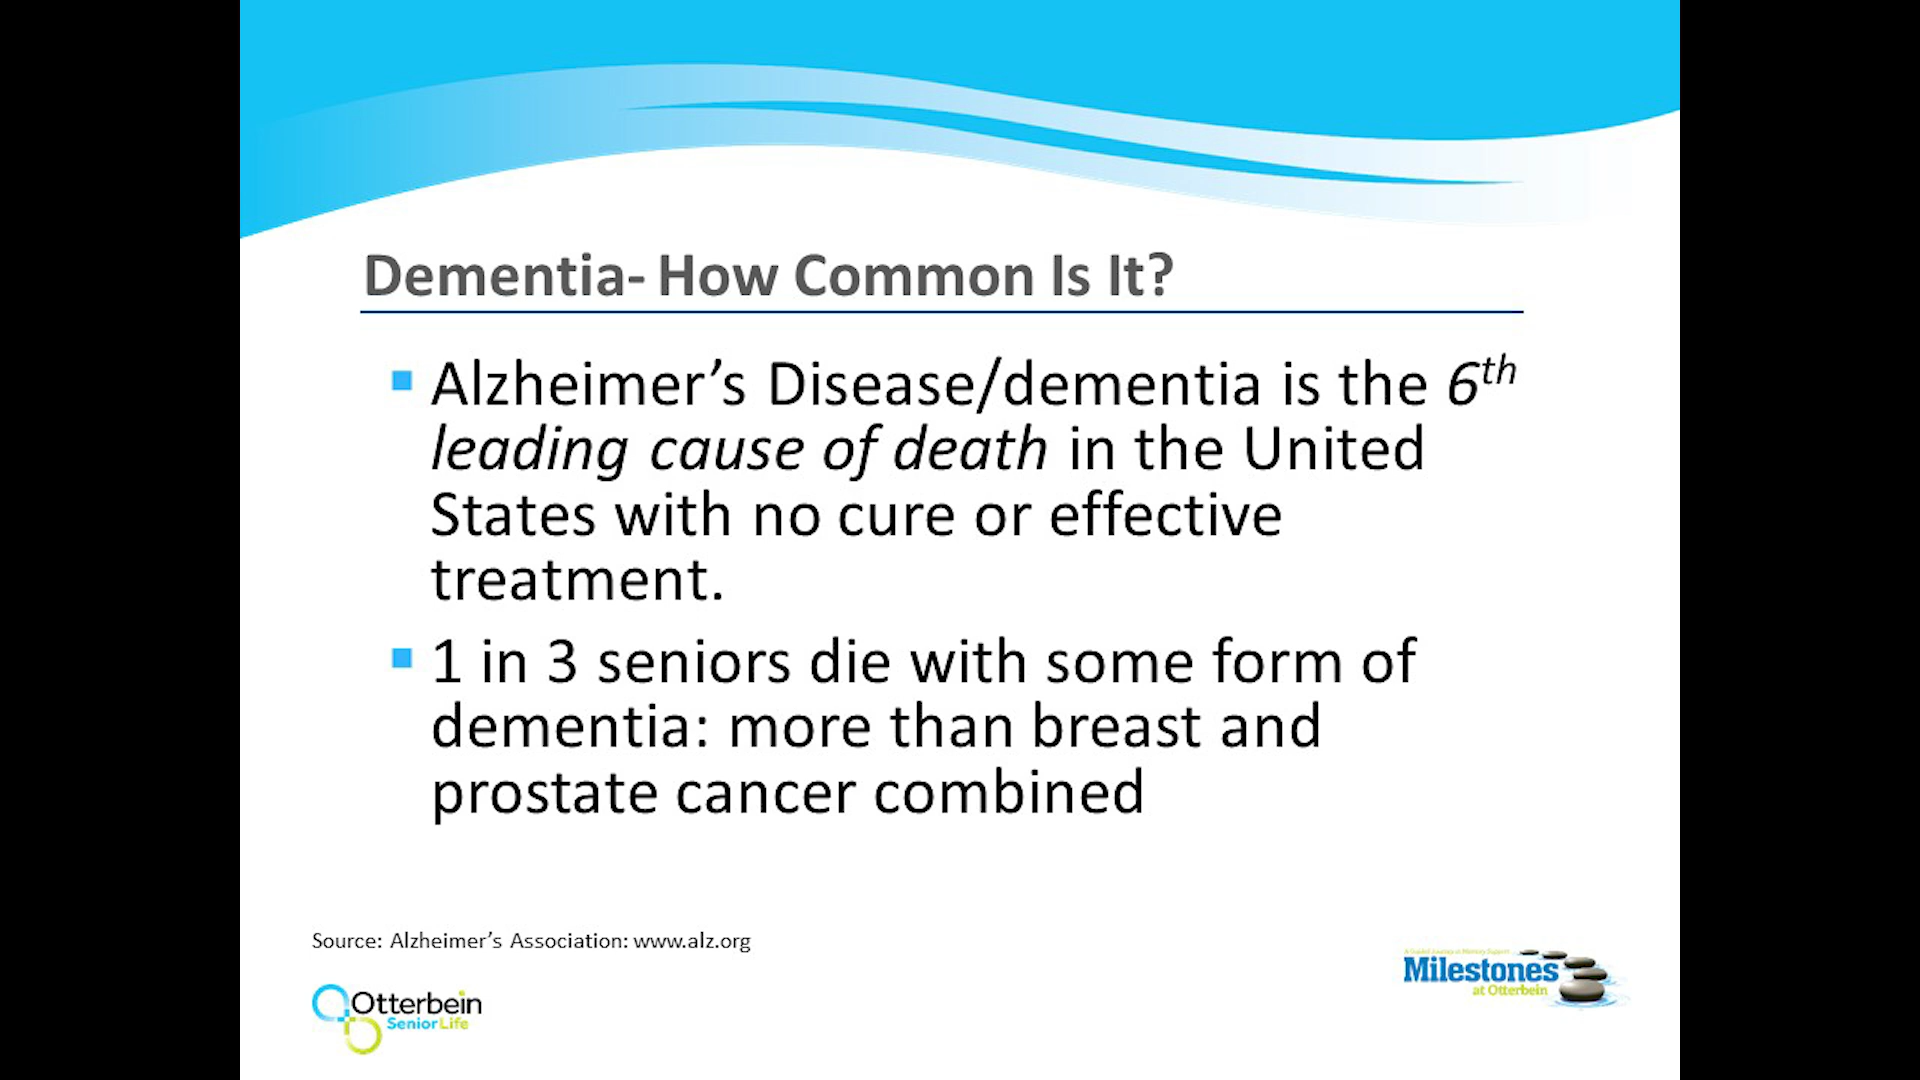 Dementia- How Common Is It?
Alzheimer’s Disease/dementia is the 6th
leading cause of death in the United
States with no cure or effective
treatment.
1 in 3 seniors die with some form of
dementia: more than breast and
prostate cancer combined
Source: Alzheimer’s Association: www.alz.org
Otterbein
SeniorLife
Milestones
at Otterbein